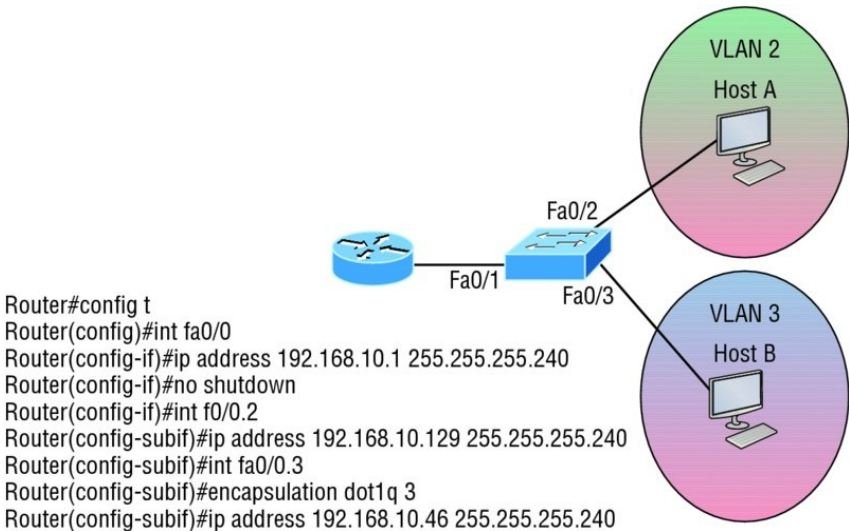 VLAN 2
Host A
Fa0/2
Fa0/1
Fa0/3
VLAN 3
Host B
Router#config t
Router(config)#int fa0/0
Router(config-if)#ip address 192.168.10.1 255.255.255.240
Router(config-if)#no shutdown
Router(config-if)#int f0/0.2
Router(config-subif)#ip address 192.168.10.129 255.255.255.240
Router(config-subif)#int fa0/0.3
Router(config-subif)#encapsulation dot1q 3
Router(config-subif)#ip address 192.168.10.46 255.255.255.240